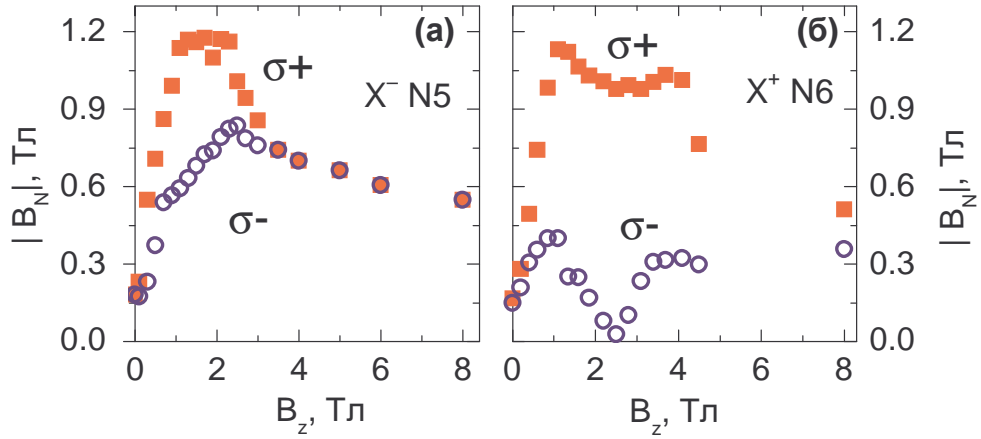 (а)
σ+
X⁻ N5
σ-
| B_N|, Тл
1.2
0.9
0.6
0.3
0.0
0 2 4 6 8
B_z, Тл
(б)
σ+
X⁺ N6
σ-
| B_N|, Тл
1.2
0.9
0.6
0.3
0.0
0 2 4 6 8
B_z, Тл